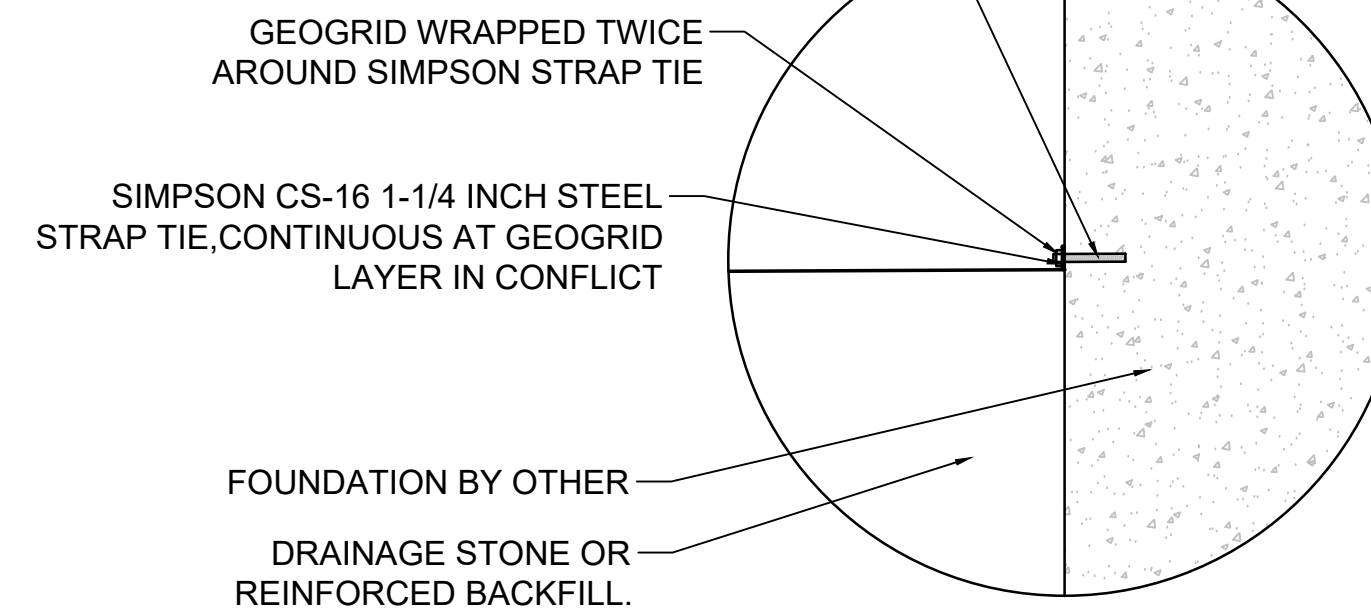 GEOGRID WRAPPED TWICE
AROUND SIMPSON STRAP TIE
SIMPSON CS-16 1-1/4 INCH STEEL
STRAP TIE,CONTINUOUS AT GEOGRID
LAYER IN CONFLICT
FOUNDATION BY OTHER
DRAINAGE STONE OR
REINFORCED BACKFILL.